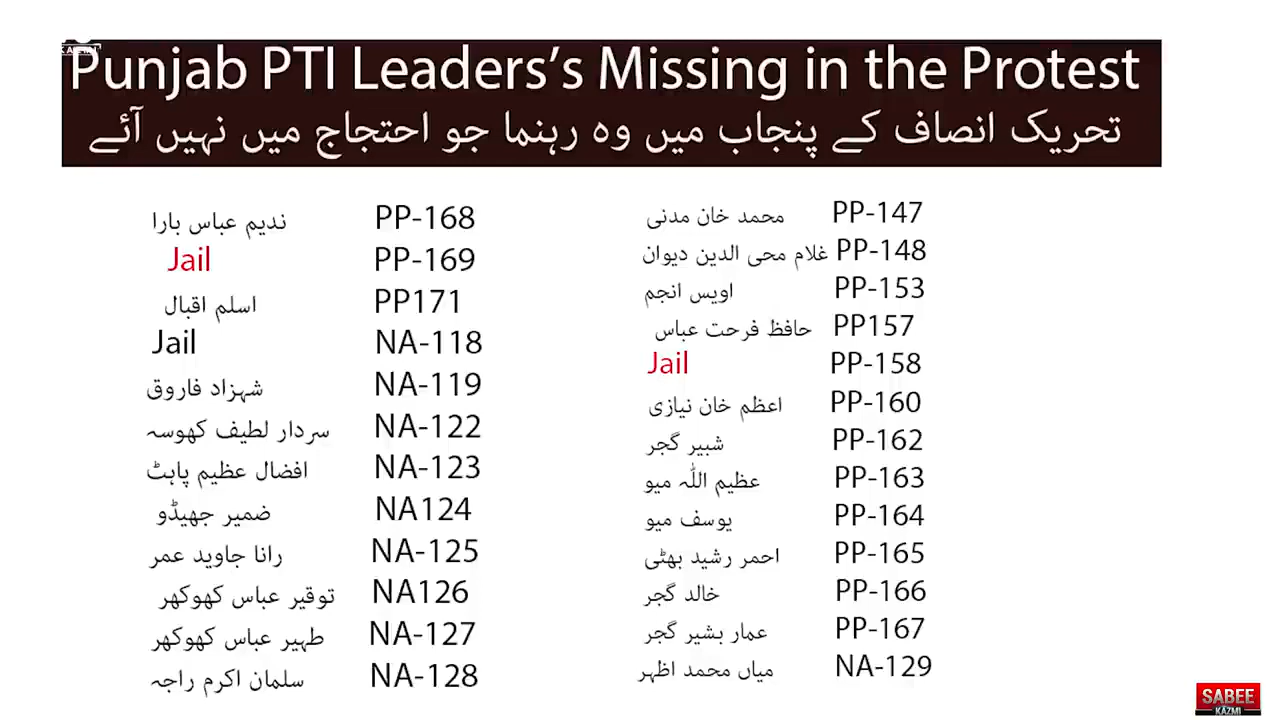 Punjab PTI Leaders’s Missing in the Protest
تحریک انصاف کے پنجاب میں وہ رہنما جو احتجاج میں نہیں آئے
محمد خان مدنی PP-147
غلام محی الدین دیوان PP-148
اویس انجم PP-153
حافظ فرحت عباس PP157
Jail PP-158
اعظم خان نیازی PP-160
شبیر گجر PP-162
عظیم اللّٰہ میو PP-163
یوسف میو PP-164
احمر رشید بھٹی PP-165
خالد گجر PP-166
عمار بشیر گجر PP-167
میاں محمد اظہر NA-129
ندیم عباس بارا PP-168
Jail PP-169
اسلم اقبال PP171
Jail NA-118
شہزاد فاروق NA-119
سردار لطیف کھوسہ NA-122
افضال عظیم پاہٹ NA-123
ضمیر جھیڈو NA124
رانا جاوید عمر NA-125
توقیر عباس کھوکھر NA126
ظہیر عباس کھوکھر NA-127
سلمان اکرم راجہ NA-128
SABEE
KAZMI